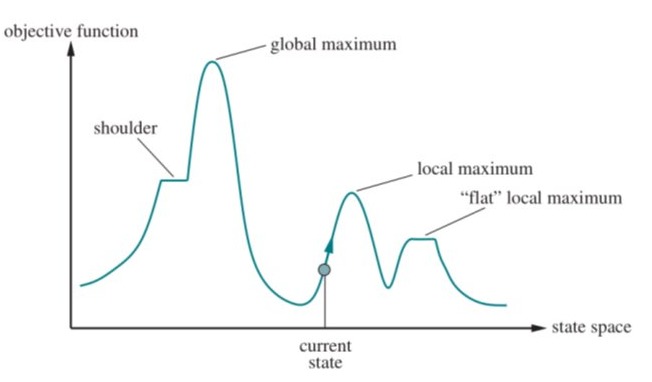 objective function
global maximum
shoulder
local maximum
“flat” local maximum
state space
current
state